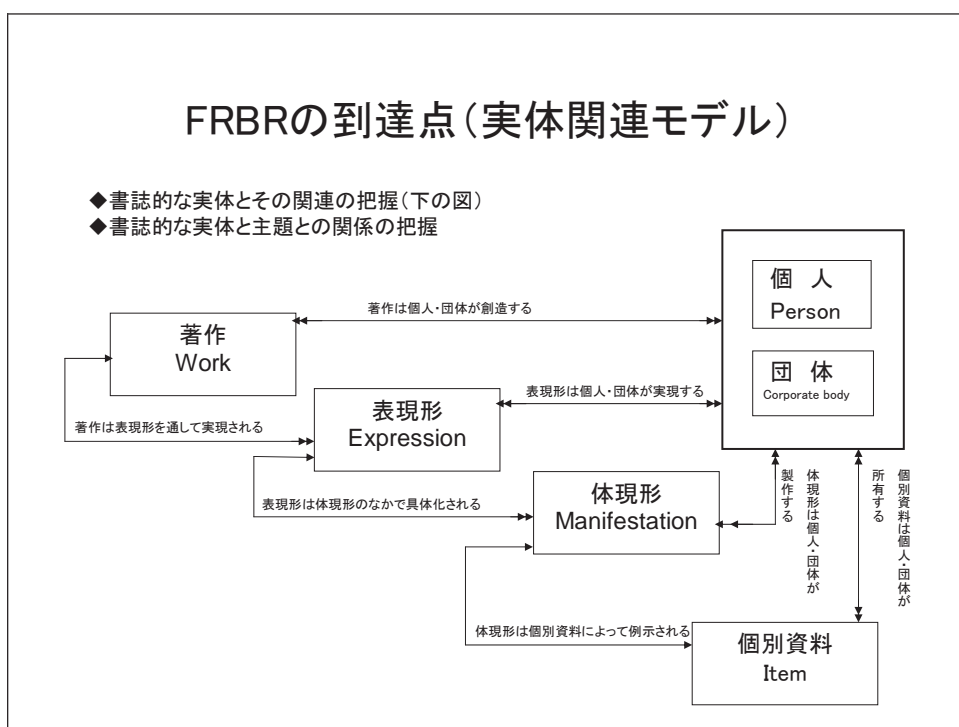 FRBRの到達点(実体関連モデル)
◆書誌的な実体とその関連の把握(下の図)
◆書誌的な実体と主題との関係の把握
個 人
Person
団 体
Corporate body
著作は個人・団体が創造する
著作
Work
表現形は個人・団体が実現する
表現形
Expression
著作は表現形を通して実現される
体現形は個人・団体が
製作する
個別資料は個人・団体が
所有する
体現形
Manifestation
表現形は体現形のなかで具体化される
体現形は個別資料によって例示される
個別資料
Item